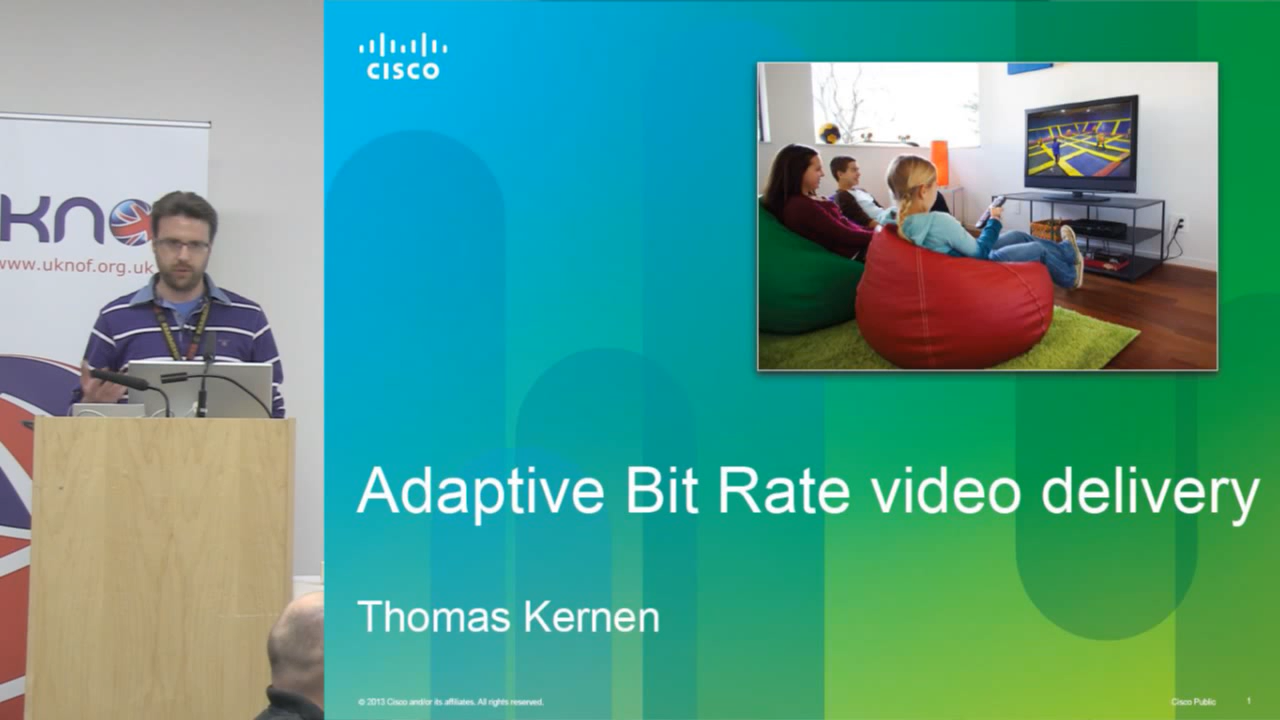 KNO
www.uknof.org.uk
CISCO
Adaptive Bit Rate video delivery
Thomas Kernen
© 2013 Cisco and/or its affiliates. All rights reserved.
Cisco Public
1